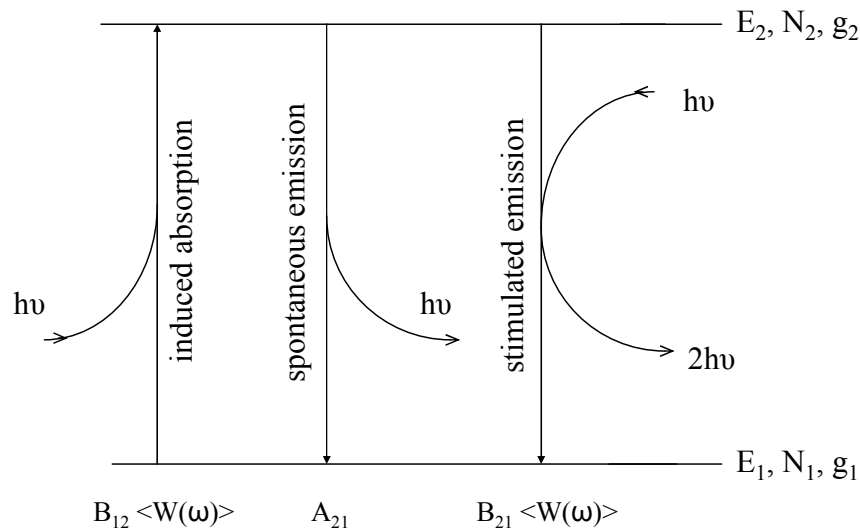 E₂, N₂, g₂
hυ
induced absorption
spontaneous emission
stimulated emission
hυ
hυ
2hυ
E₁, N₁, g₁
B₁₂ <W(ω)>
A₂₁
B₂₁ <W(ω)>